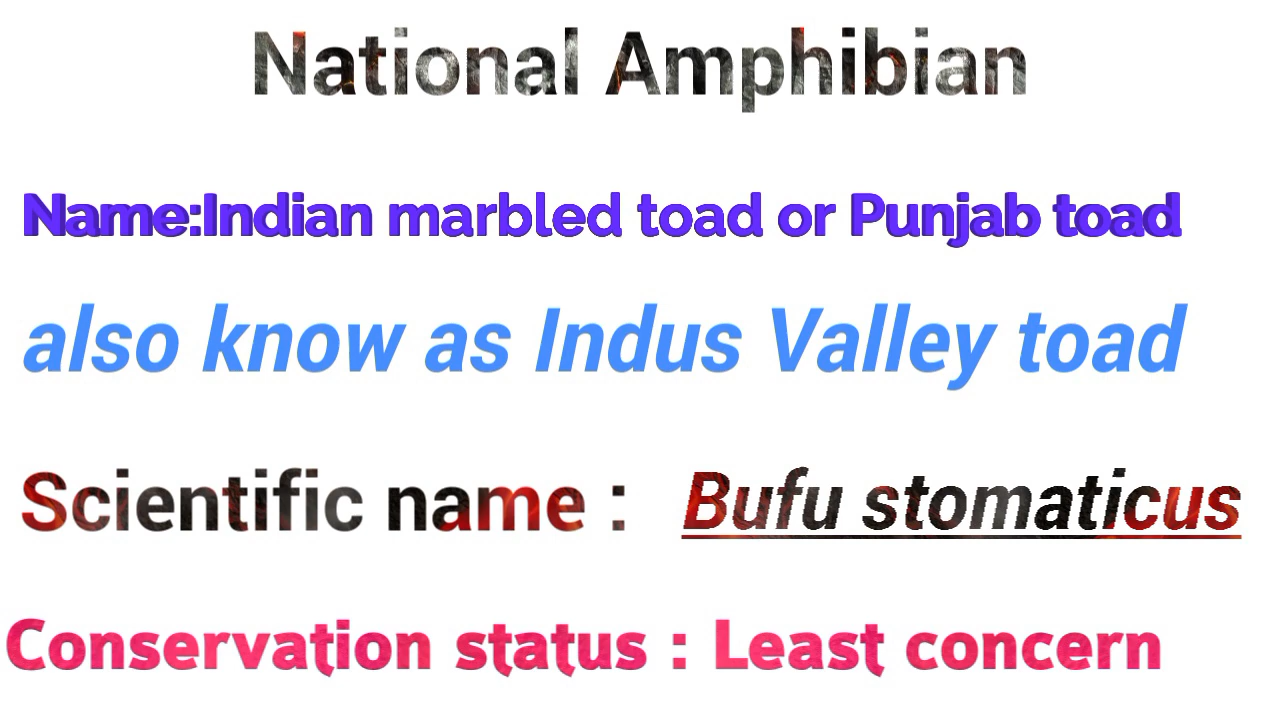 National Amphibian
Name:Indian marbled toad or Punjab toad
also know as Indus Valley toad
Scientific name : Bufu stomaticus
Conservation status : Least concern